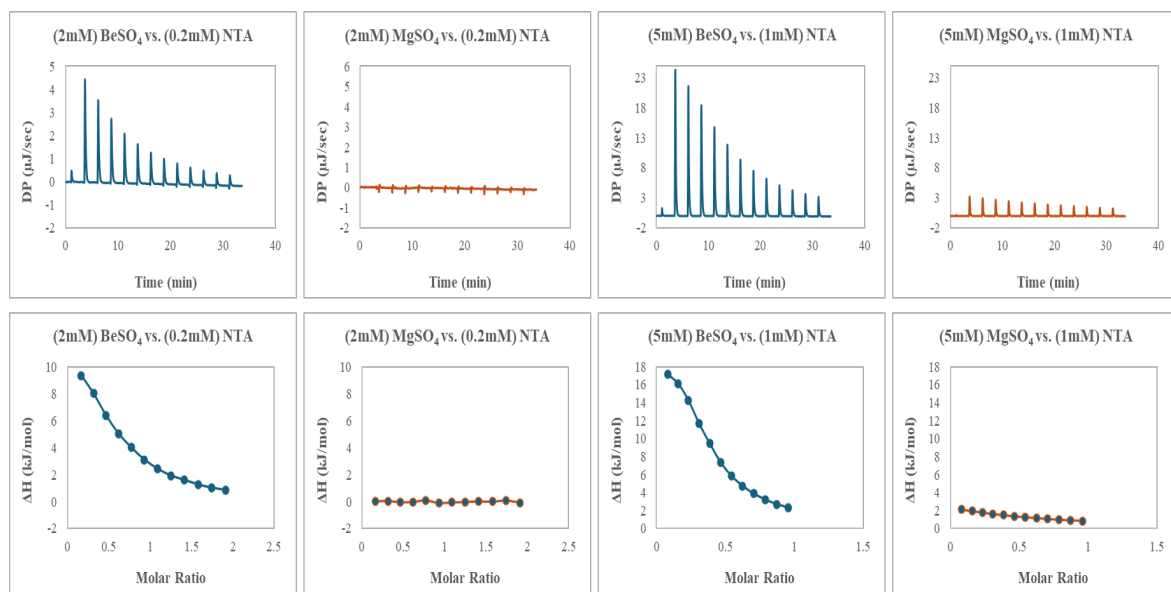 (2mM) BeSO₄ vs. (0.2mM) NTA
DP (µJ/sec)
5
4
3
2
1
0
-1
-2
0 10 20 30 40
Time (min)
(2mM) MgSO₄ vs. (0.2mM) NTA
DP (µJ/sec)
6
5
4
3
2
1
0
-1
-2
0 10 20 30 40
Time (min)
(5mM) BeSO₄ vs. (1mM) NTA
DP (µJ/sec)
23
18
13
8
3
-2
0 10 20 30 40
Time (min)
(5mM) MgSO₄ vs. (1mM) NTA
DP (µJ/sec)
23
18
13
8
3
-2
0 10 20 30 40
Time (min)
(2mM) BeSO₄ vs. (0.2mM) NTA
ΔH (kJ/mol)
10
8
6
4
2
0
-2
0 0.5 1 1.5 2 2.5
Molar Ratio
(2mM) MgSO₄ vs. (0.2mM) NTA
ΔH (kJ/mol)
10
8
6
4
2
0
-2
0 0.5 1 1.5 2 2.5
Molar Ratio
(5mM) BeSO₄ vs. (1mM) NTA
ΔH (kJ/mol)
18
16
14
12
10
8
6
4
2
0
0 0.5 1 1.5
Molar Ratio
(5mM) MgSO₄ vs. (1mM) NTA
ΔH (kJ/mol)
18
16
14
12
10
8
6
4
2
0
0 0.5 1 1.5
Molar Ratio